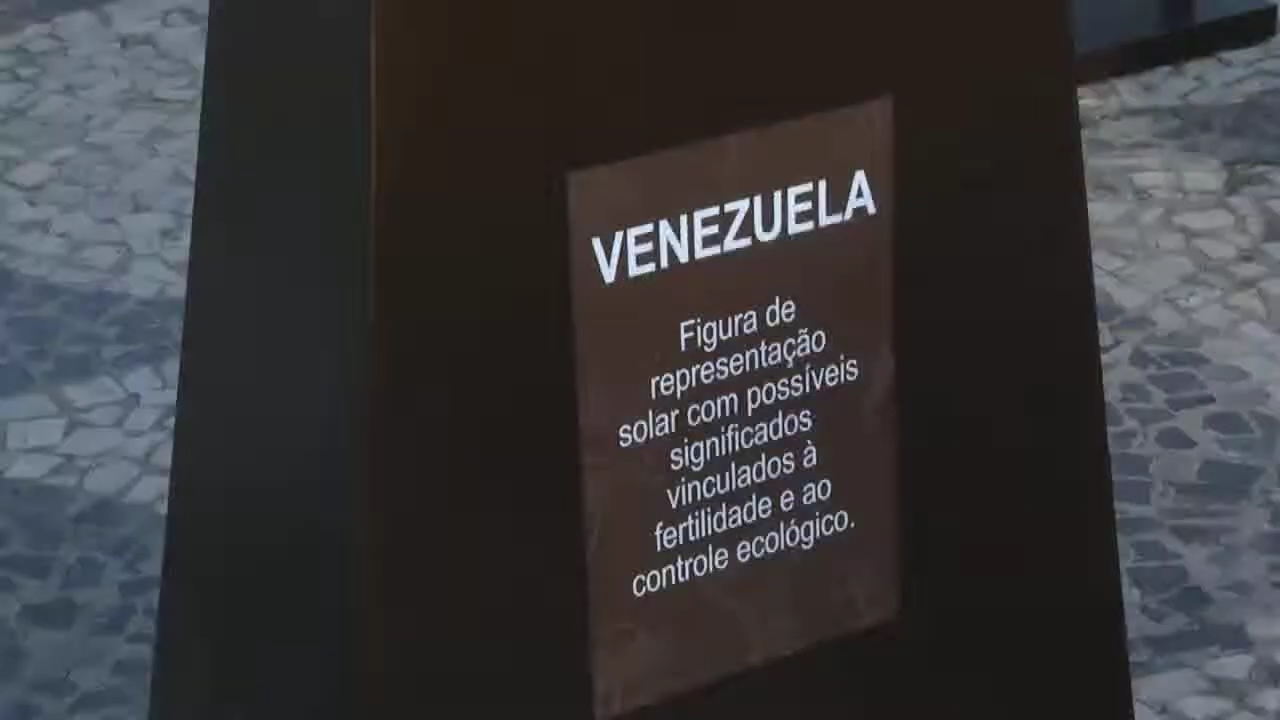 VENEZUELA
Figura de
representação
solar com possíveis
significados
vinculados à
fertilidade e ao
controle ecológico.